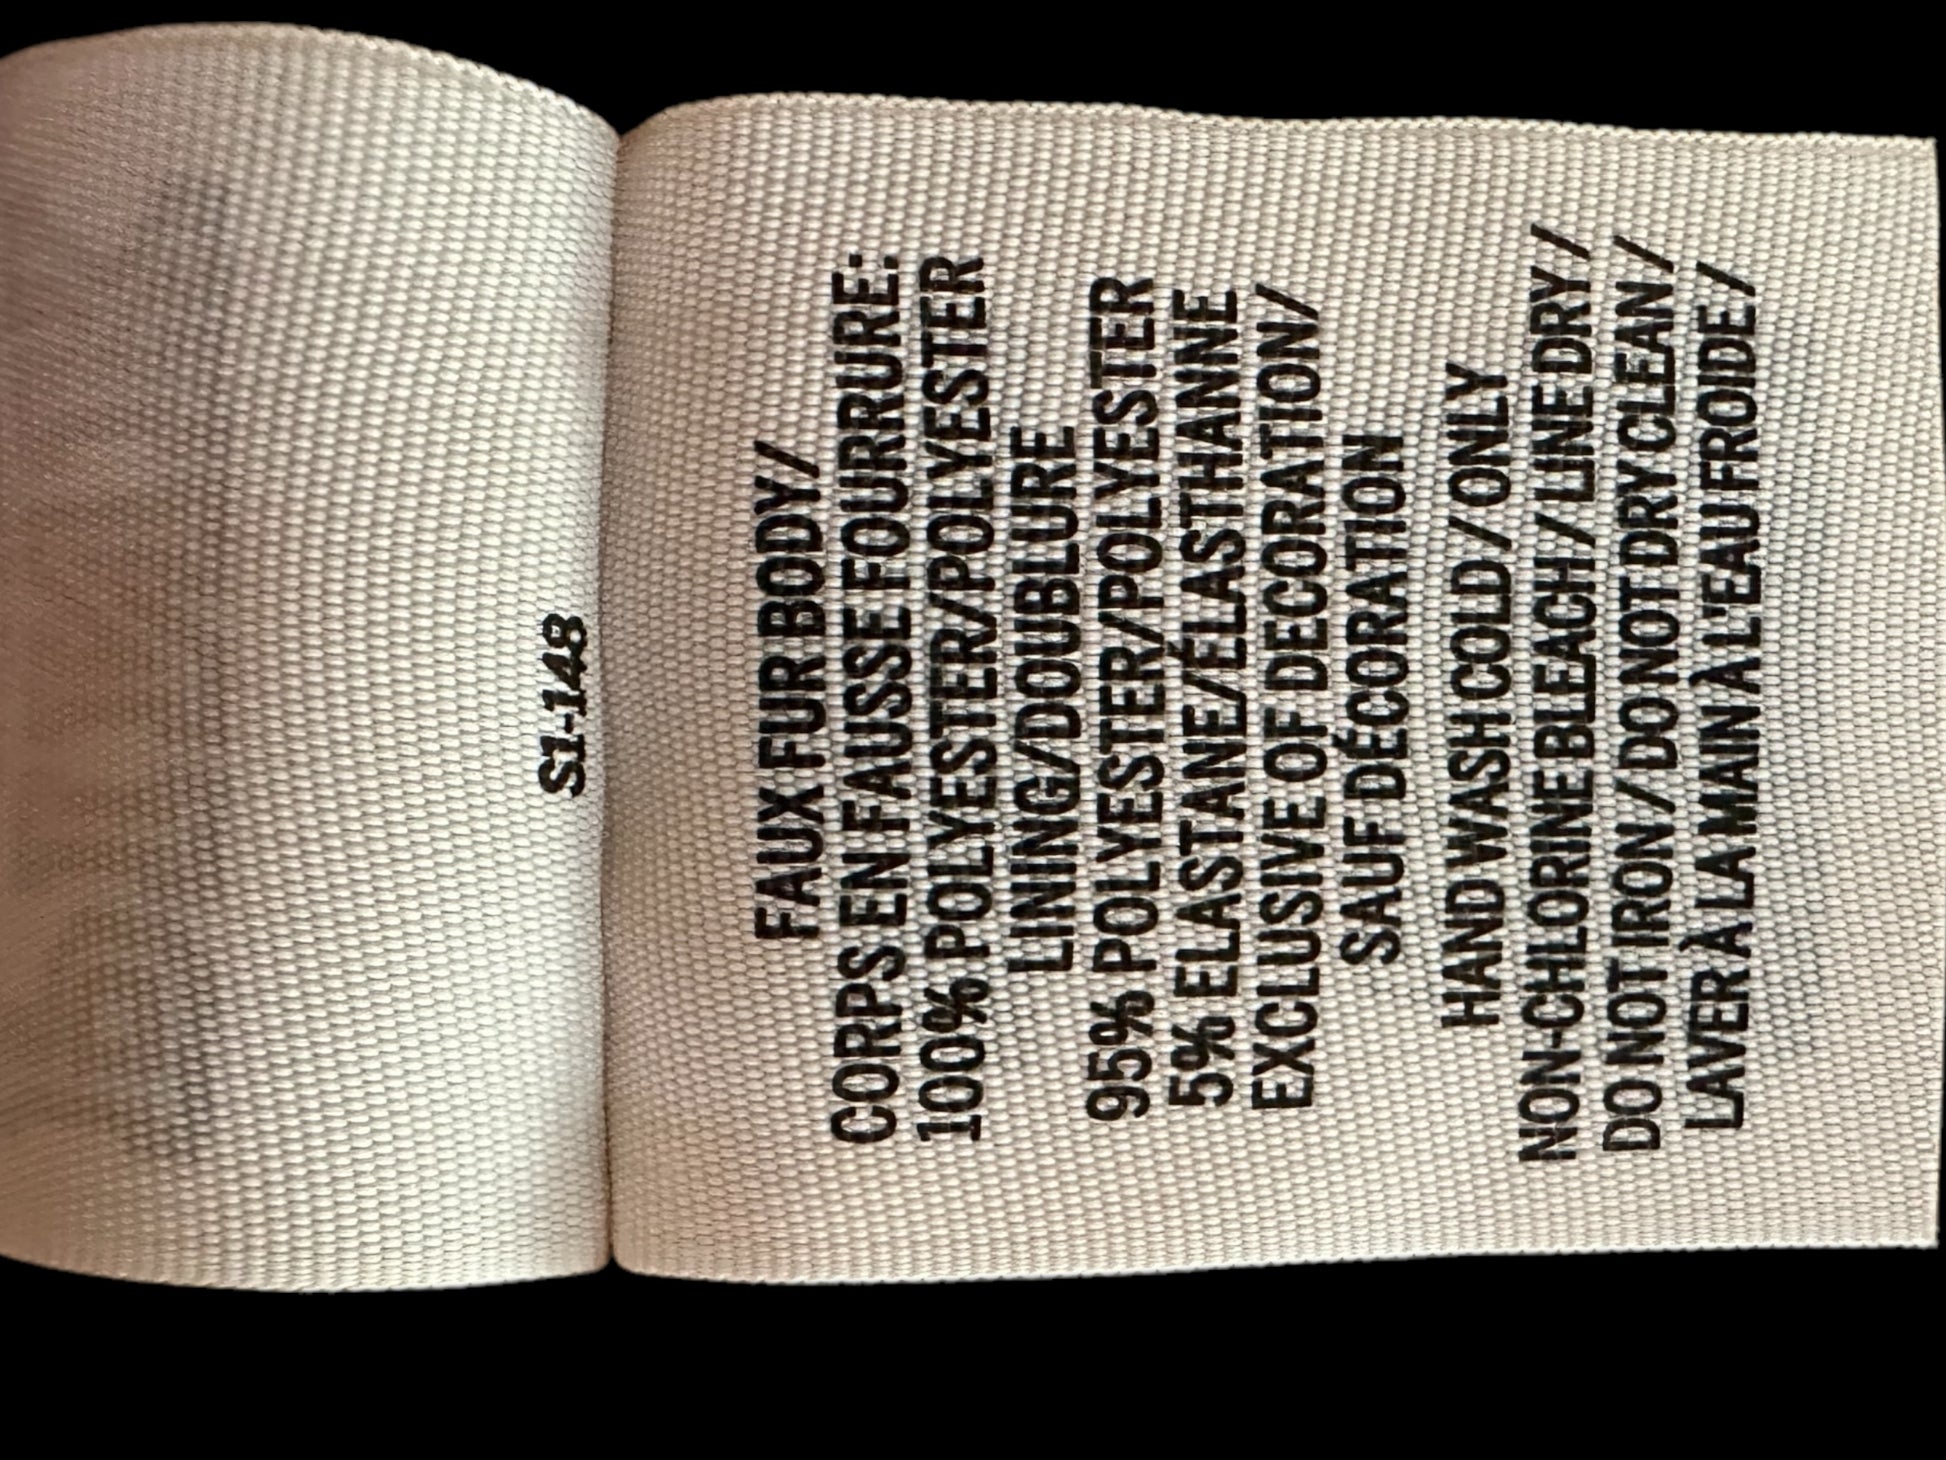 S1-148
FAUX FUR BODY/
CORPS EN FAUSSE FOURRURE:
100% POLYESTER/POLYESTER
LINING/DOUBLURE
95% POLYESTER/POLYESTER
5% ELASTANE/ÉLASTHANNE
EXCLUSIVE OF DECORATION/
SAUF DÉCORATION
HAND WASH COLD / ONLY
NON-CHLORINE BLEACH / LINE DRY /
DO NOT IRON / DO NOT DRY CLEAN /
LAVER À LA MAIN À L'EAU FROIDE /